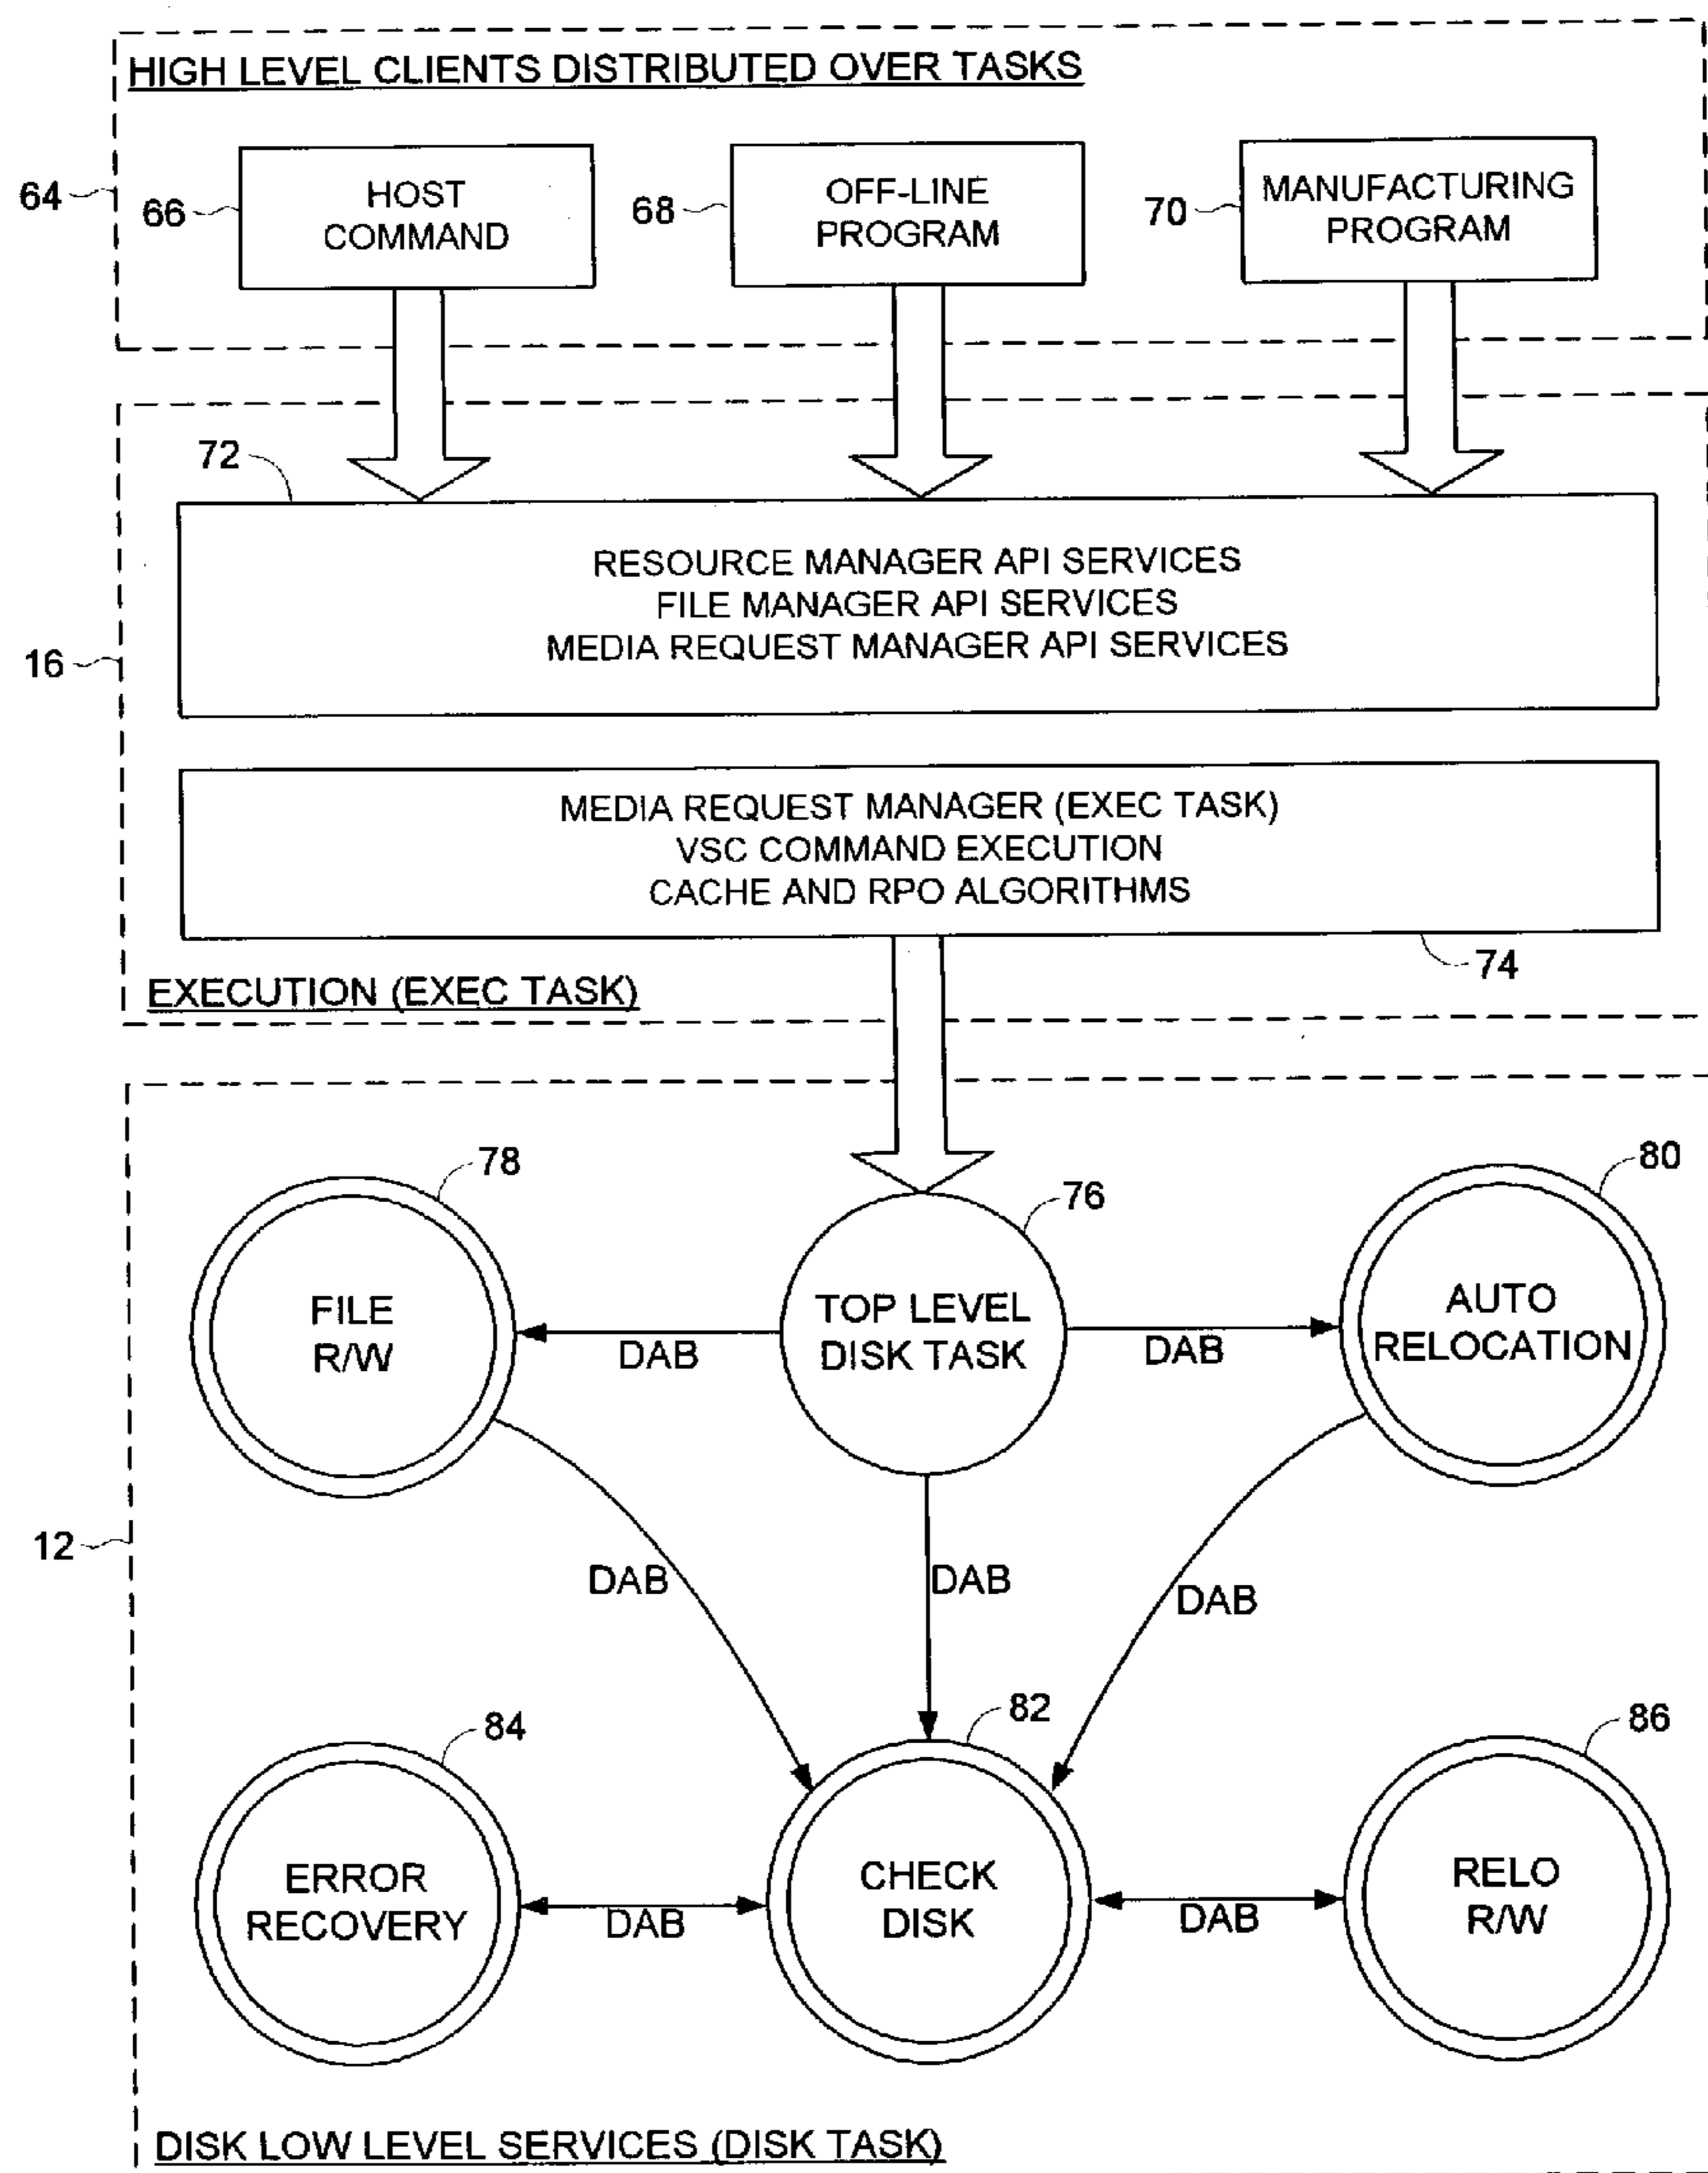 HIGH LEVEL CLIENTS DISTRIBUTED OVER TASKS
64
66
HOST
COMMAND
68
OFF-LINE
PROGRAM
70
MANUFACTURING
PROGRAM
72
16
RESOURCE MANAGER API SERVICES
FILE MANAGER API SERVICES
MEDIA REQUEST MANAGER API SERVICES
MEDIA REQUEST MANAGER (EXEC TASK)
VSC COMMAND EXECUTION
CACHE AND RPO ALGORITHMS
74
EXECUTION (EXEC TASK)
78
76
80
FILE
R/W
DAB
TOP LEVEL
DISK TASK
DAB
AUTO
RELOCATION
12
DAB
DAB
DAB
84
82
86
ERROR
RECOVERY
DAB
CHECK
DISK
DAB
RELO
R/W
DISK LOW LEVEL SERVICES (DISK TASK)